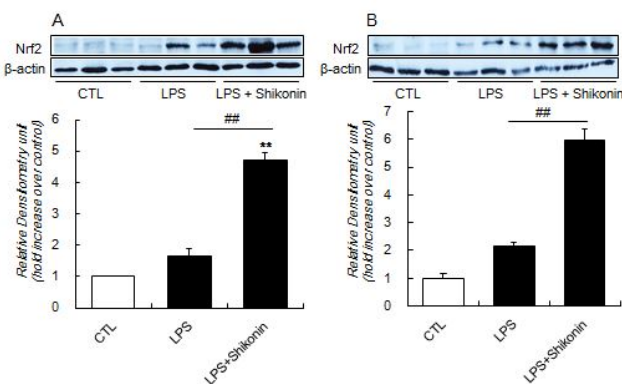 A
Nrf2
β-actin
CTL LPS LPS + Shikonin
Relative Densitometry unit
(hold increase over control)
6
5
4
3
2
1
0
##
**
CTL
LPS
LPS+Shikonin
B
Nrf2
β-actin
CTL LPS LPS + Shikonin
Relative Densitometry unit
(hold increase over control)
7
6
5
4
3
2
1
0
##
CTL
LPS
LPS+Shikonin